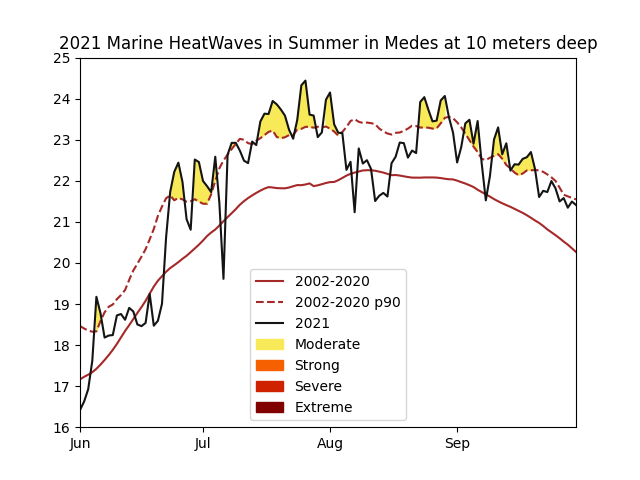 2021 Marine HeatWaves in Summer in Medes at 10 meters deep
25
24
23
22
21
20
19
18
17
16
Jun Jul Aug Sep
2002-2020
2002-2020 p90
2021
Moderate
Strong
Severe
Extreme